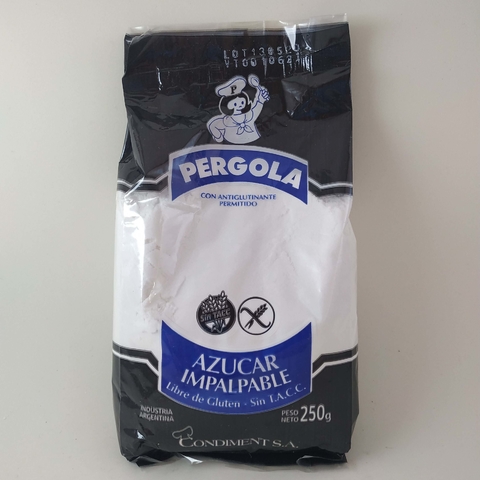 P
PERGOLA
CON ANTIGLUTINANTE
PERMITIDO
Sin TACC
AZUCAR
IMPALPABLE
Libre de Gluten - Sin T.A.C.C.
INDUSTRIA
ARGENTINA
PESO
NETO 250g
CONDIMENT S.A.